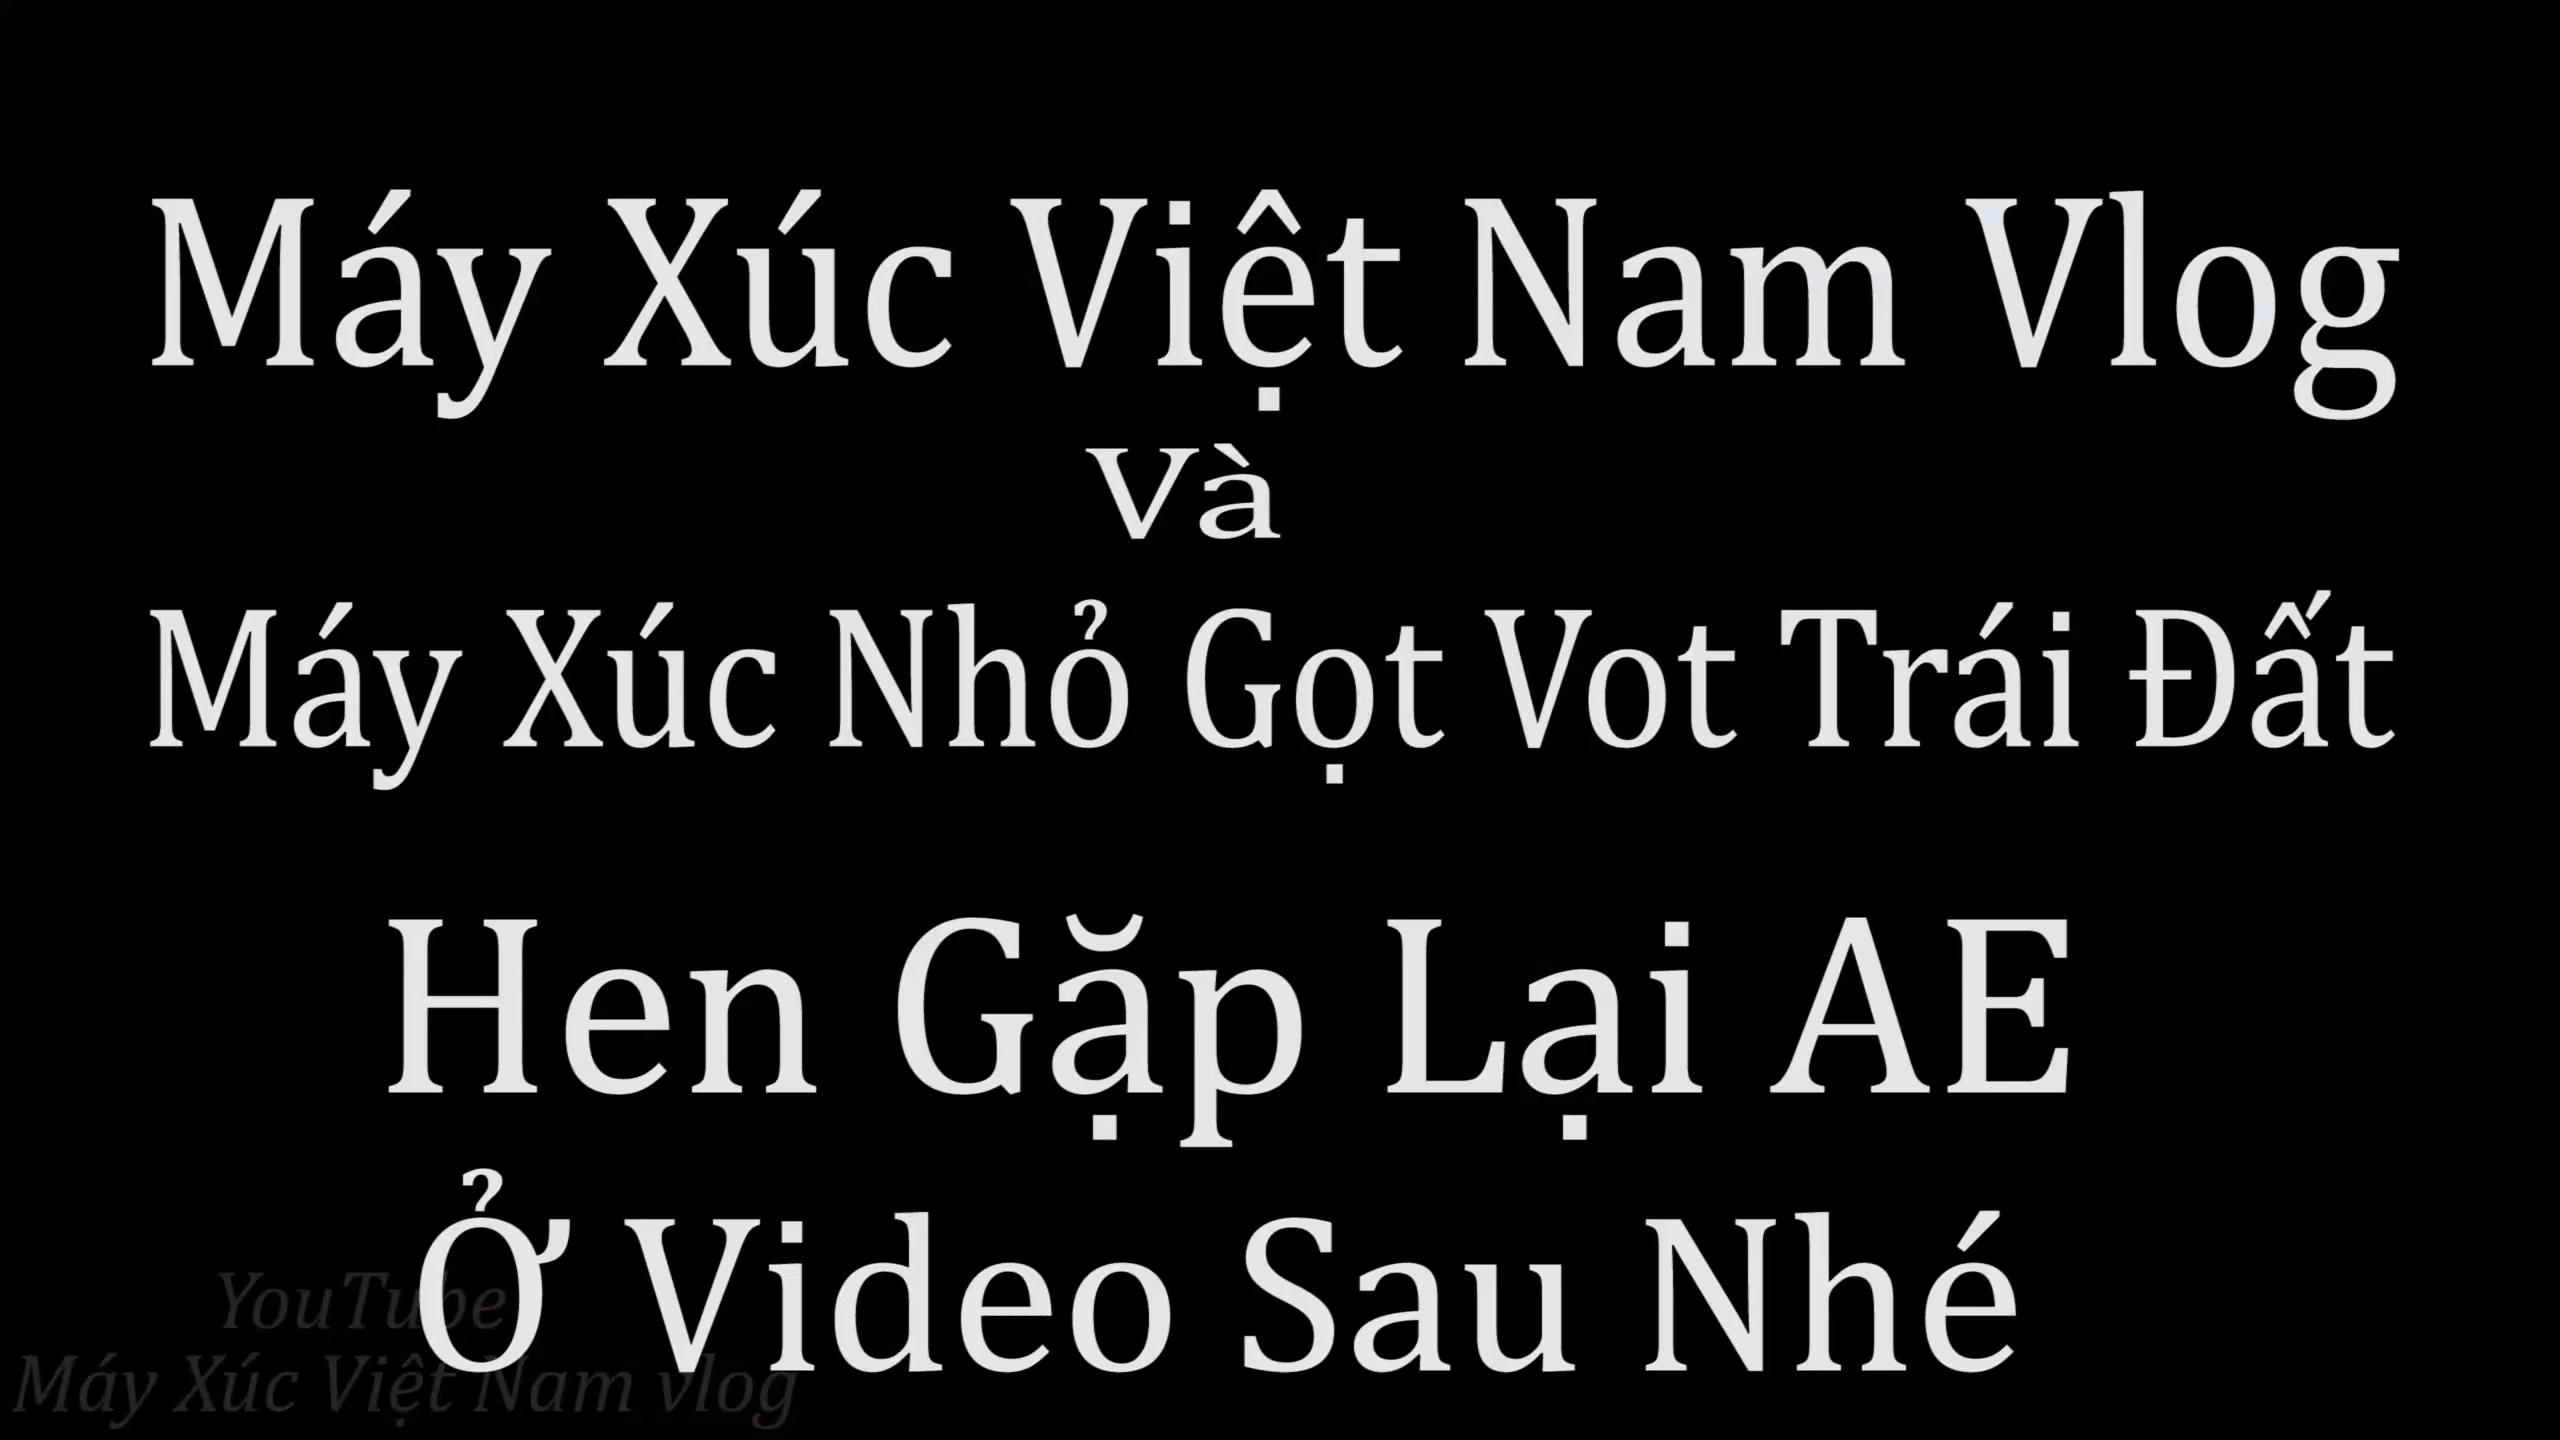 Máy Xúc Việt Nam Vlog
Và
Máy Xúc Nhỏ Gọt Vot Trái Đất
Hen Gặp Lại AE
Ở Video Sau Nhé
YouTube
Máy Xúc Việt Nam vlog